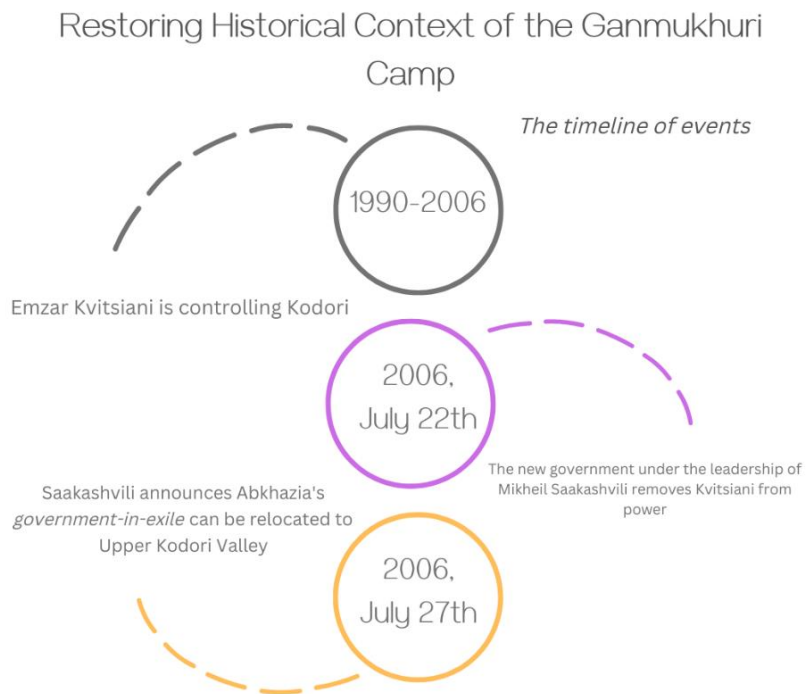 Restoring Historical Context of the Ganmukhuri
Camp
The timeline of events
1990-2006
Emzar Kvitsiani is controlling Kodori
2006,
July 22th
The new government under the leadership of
Mikheil Saakashvili removes Kvitsiani from
power
Saakashvili announces Abkhazia's
government-in-exile can be relocated to
Upper Kodori Valley
2006,
July 27th